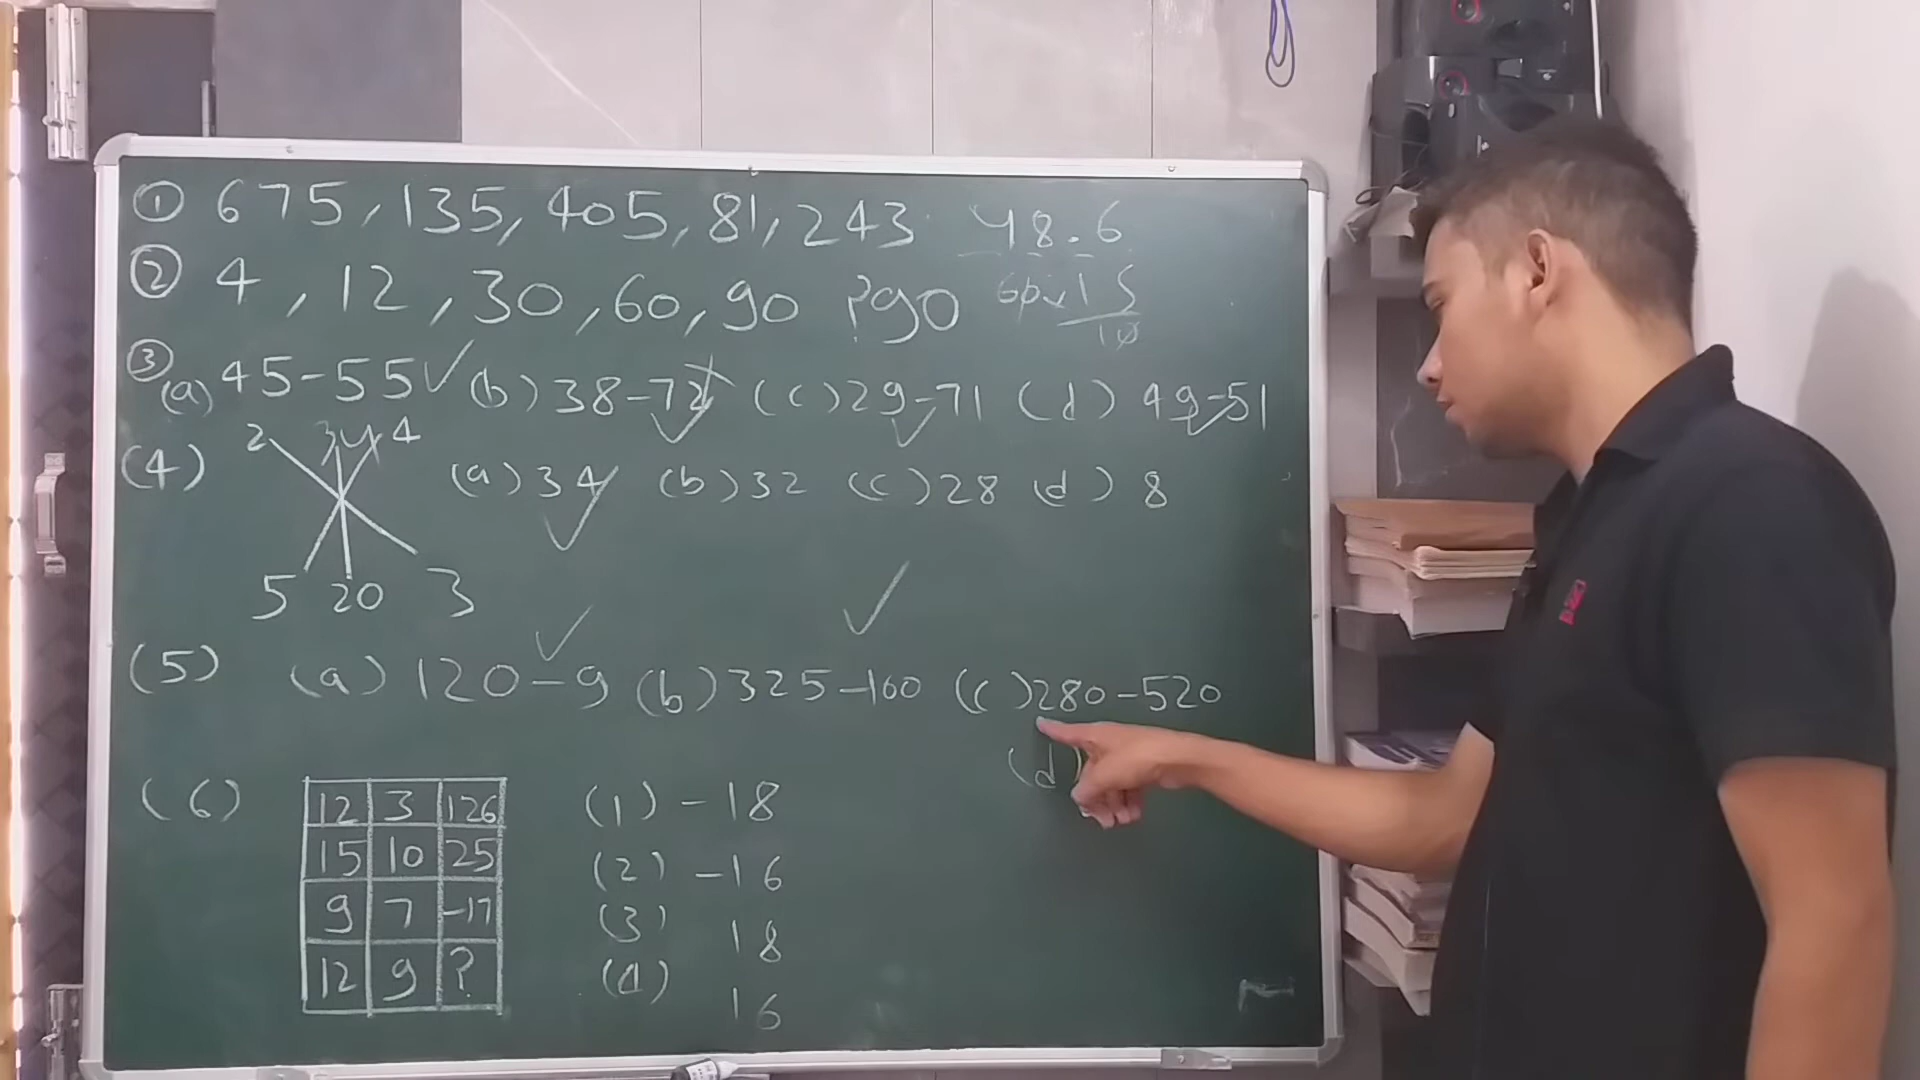 ① 675, 135, 405, 81, 243 48.6
② 4, 12, 30, 60, 90 ? 90 60x15
10
③ (a) 45-55 (b) 38-72 (c) 29-71 (d) 49-51
2 4
(4) (a) 34 (b) 32 (c) 28 (d) 8
5 20 3
(5) (a) 120-9 (b) 325-100 (c) 280-520
(d)
(6) 12 3 126 (1) -18
15 10 25 (2) -16
9 7 -17 (3) 18
12 9 ? (4) 16